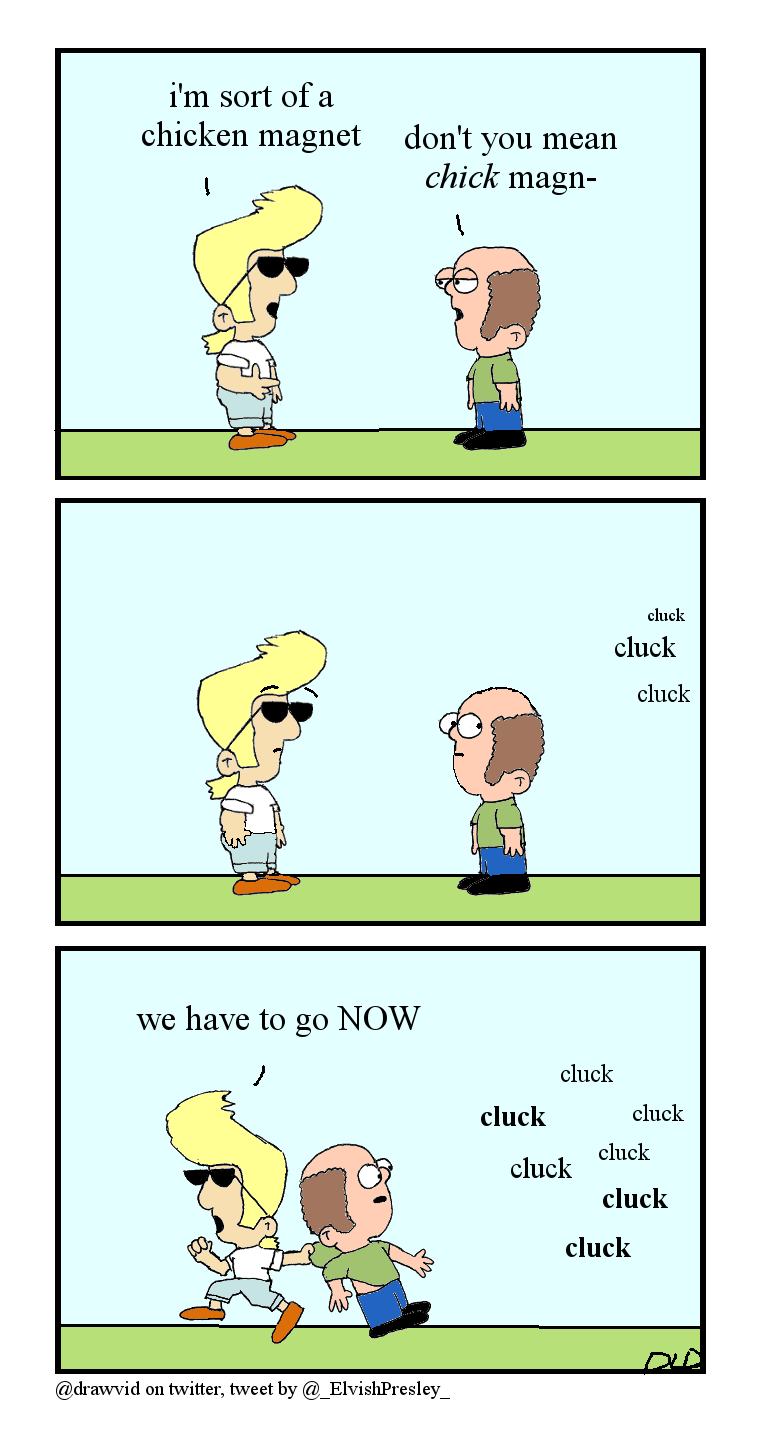 i'm sort of a
chicken magnet
don't you mean
chick magn-
cluck
cluck
cluck
we have to go NOW
cluck
cluck
cluck
cluck
cluck
cluck
cluck
DLD
@drawvid on twitter, tweet by @_ElvishPresley_